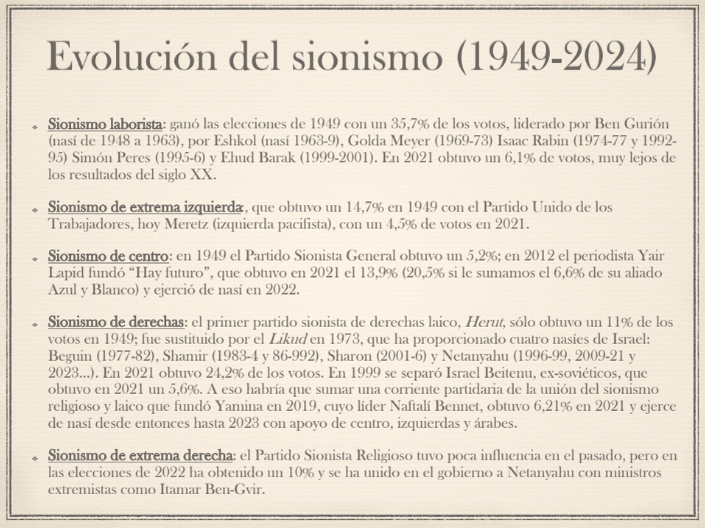 Evolución del sionismo (1949-2024)
Sionismo laborista: ganó las elecciones de 1949 con un 35,7% de los votos, liderado por Ben Gurión
(nasí de 1948 a 1963), por Eshkol (nasí 1963-9), Golda Meyer (1969-73) Isaac Rabin (1974-77 y 1992-
95) Simón Peres (1995-6) y Ehud Barak (1999-2001). En 2021 obtuvo un 6,1% de votos, muy lejos de
los resultados del siglo XX.
Sionismo de extrema izquierda:, que obtuvo un 14,7% en 1949 con el Partido Unido de los
Trabajadores, hoy Meretz (izquierda pacifista), con un 4,5% de votos en 2021.
Sionismo de centro: en 1949 el Partido Sionista General obtuvo un 5,2%; en 2012 el periodista Yair
Lapid fundó “Hay futuro”, que obtuvo en 2021 el 13,9% (20,5% si le sumamos el 6,6% de su aliado
Azul y Blanco) y ejerció de nasí en 2022.
Sionismo de derechas: el primer partido sionista de derechas laico, Herut, sólo obtuvo un 11% de los
votos en 1949; fue sustituido por el Likud en 1973, que ha proporcionado cuatro nasíes de Israel:
Beguin (1977-82), Shamir (1983-4 y 86-992), Sharon (2001-6) y Netanyahu (1996-99, 2009-21 y
2023...). En 2021 obtuvo 24,2% de los votos. En 1999 se separó Israel Beitenu, ex-soviéticos, que
obtuvo en 2021 un 5,6%. A eso habría que sumar una corriente partidaria de la unión del sionismo
religioso y laico que fundó Yamina en 2019, cuyo líder Naftalí Bennet, obtuvo 6,21% en 2021 y ejerce
de nasí desde entonces hasta 2023 con apoyo de centro, izquierdas y árabes.
Sionismo de extrema derecha: el Partido Sionista Religioso tuvo poca influencia en el pasado, pero en
las elecciones de 2022 ha obtenido un 10% y se ha unido en el gobierno a Netanyahu con ministros
extremistas como Itamar Ben-Gvir.